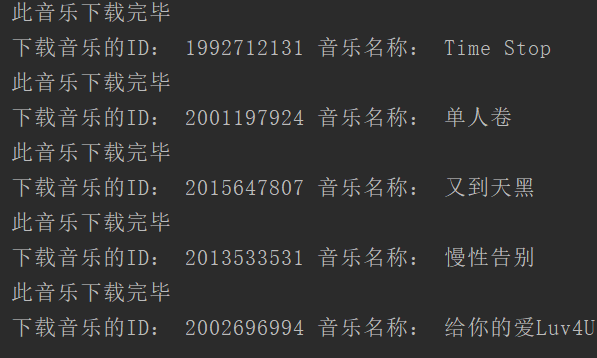 此音乐下载完毕
下载音乐的ID： 1992712131 音乐名称： Time Stop
此音乐下载完毕
下载音乐的ID： 2001197924 音乐名称： 单人卷
此音乐下载完毕
下载音乐的ID： 2015647807 音乐名称： 又到天黑
此音乐下载完毕
下载音乐的ID： 2013533531 音乐名称： 慢性告别
此音乐下载完毕
下载音乐的ID： 2002696994 音乐名称： 给你的爱Luv4U